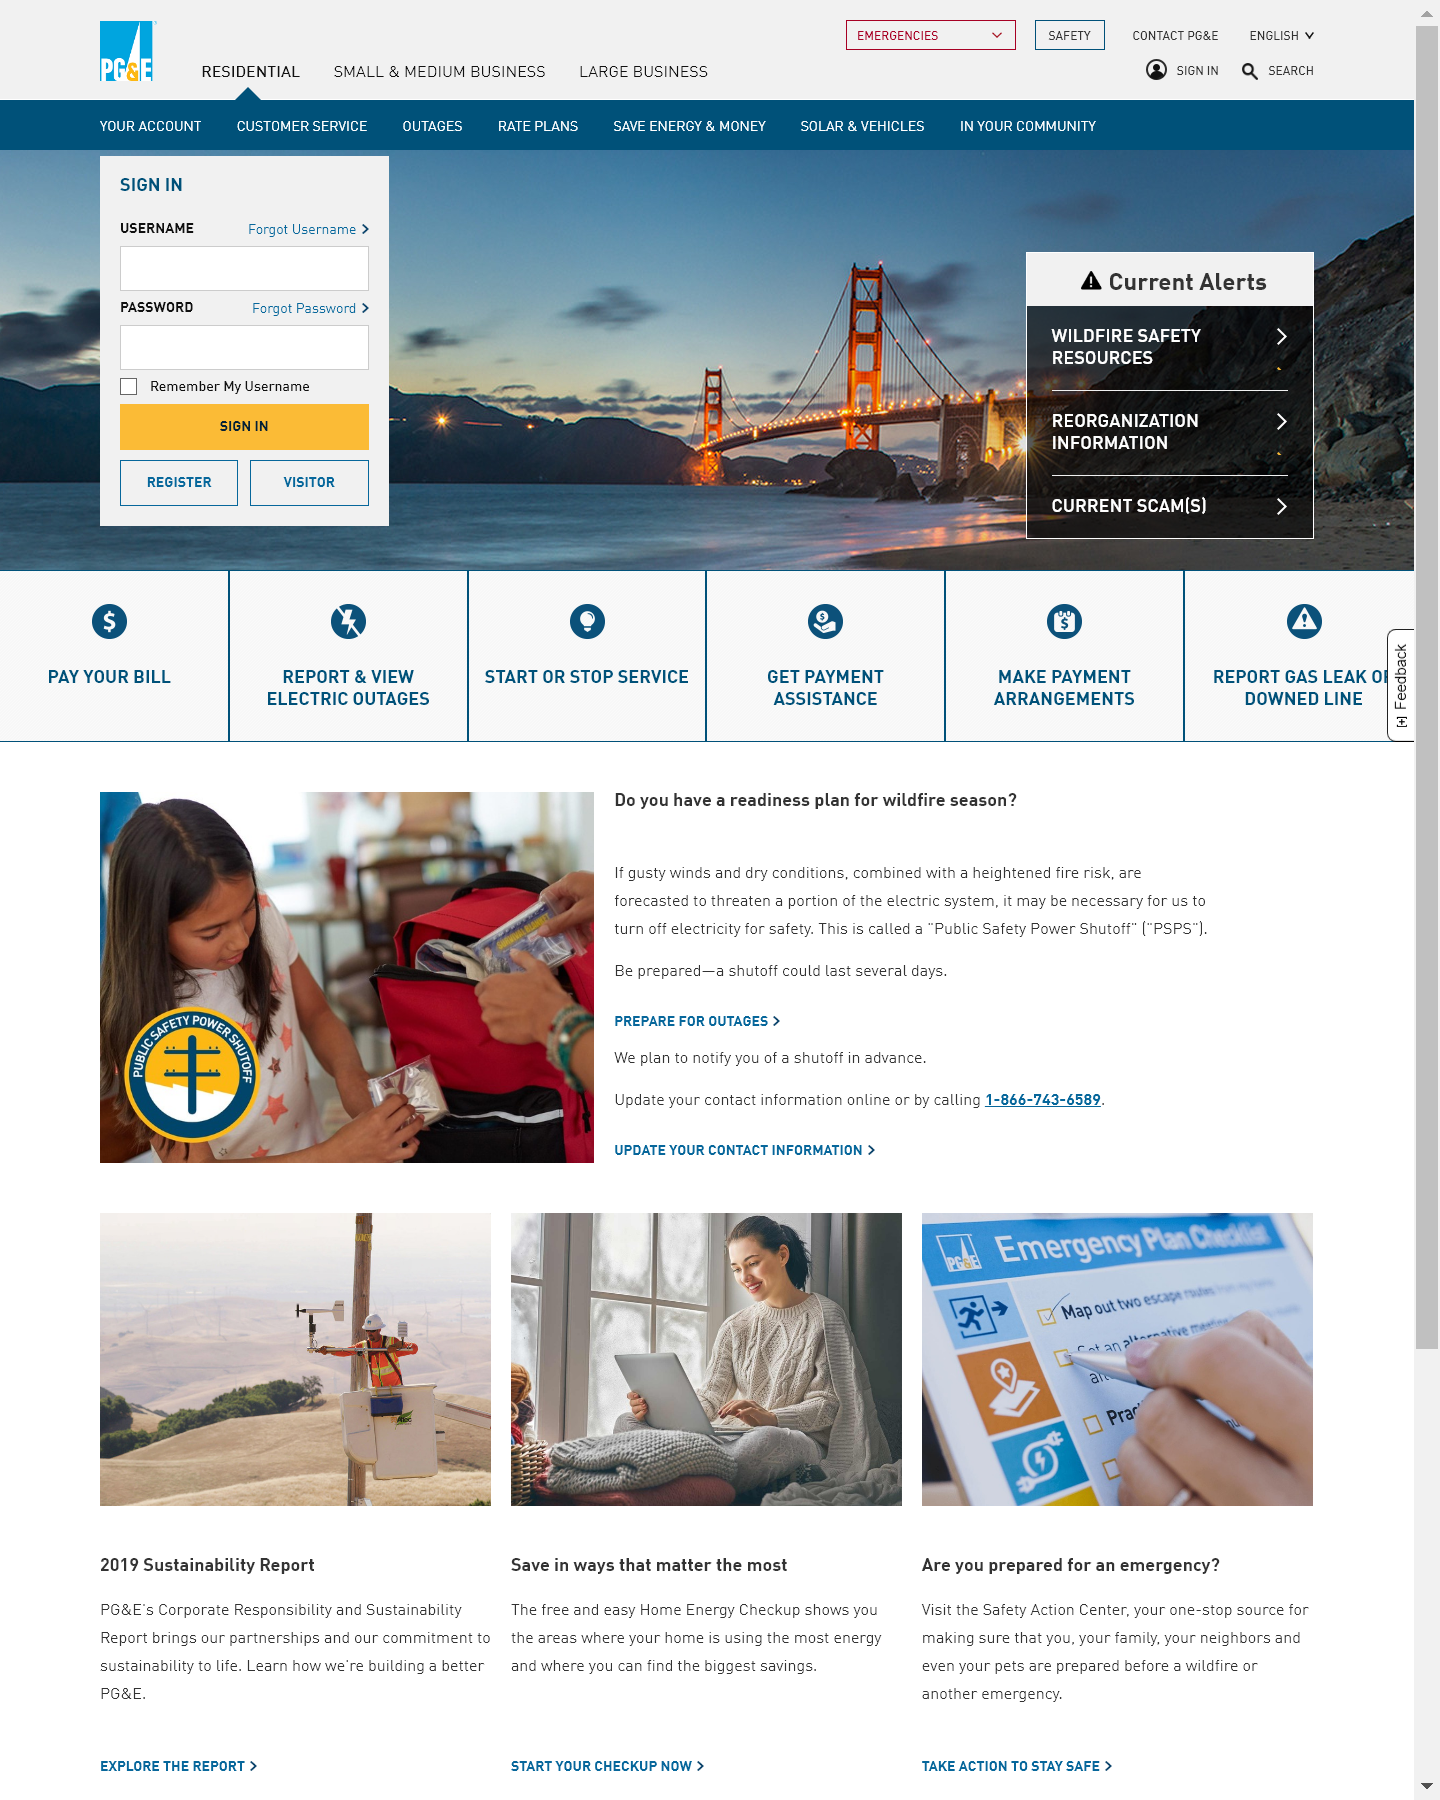 PG&E
EMERGENCIES
SAFETY
CONTACT PG&E
ENGLISH
RESIDENTIAL
SMALL & MEDIUM BUSINESS
LARGE BUSINESS
SIGN IN
SEARCH
YOUR ACCOUNT
CUSTOMER SERVICE
OUTAGES
RATE PLANS
SAVE ENERGY & MONEY
SOLAR & VEHICLES
IN YOUR COMMUNITY
SIGN IN
USERNAME
Forgot Username
PASSWORD
Forgot Password
Remember My Username
SIGN IN
REGISTER
VISITOR
Current Alerts
WILDFIRE SAFETY
RESOURCES
REORGANIZATION
INFORMATION
CURRENT SCAM(S)
PAY YOUR BILL
REPORT & VIEW
ELECTRIC OUTAGES
START OR STOP SERVICE
GET PAYMENT
ASSISTANCE
MAKE PAYMENT
ARRANGEMENTS
REPORT GAS LEAK OR
DOWNED LINE
[+] Feedback
PUBLIC SAFETY POWER SHUTOFF
Do you have a readiness plan for wildfire season?
If gusty winds and dry conditions, combined with a heightened fire risk, are
forecasted to threaten a portion of the electric system, it may be necessary for us to
turn off electricity for safety. This is called a "Public Safety Power Shutoff" ("PSPS").
Be prepared—a shutoff could last several days.
PREPARE FOR OUTAGES
We plan to notify you of a shutoff in advance.
Update your contact information online or by calling 1-866-743-6589.
UPDATE YOUR CONTACT INFORMATION
PG&E
Emergency Plan Checklist
Map out two escape routes
Set an alternative meeting
2019 Sustainability Report
PG&E's Corporate Responsibility and Sustainability
Report brings our partnerships and our commitment to
sustainability to life. Learn how we're building a better
PG&E.
EXPLORE THE REPORT
Save in ways that matter the most
The free and easy Home Energy Checkup shows you
the areas where your home is using the most energy
and where you can find the biggest savings.
START YOUR CHECKUP NOW
Are you prepared for an emergency?
Visit the Safety Action Center, your one-stop source for
making sure that you, your family, your neighbors and
even your pets are prepared before a wildfire or
another emergency.
TAKE ACTION TO STAY SAFE